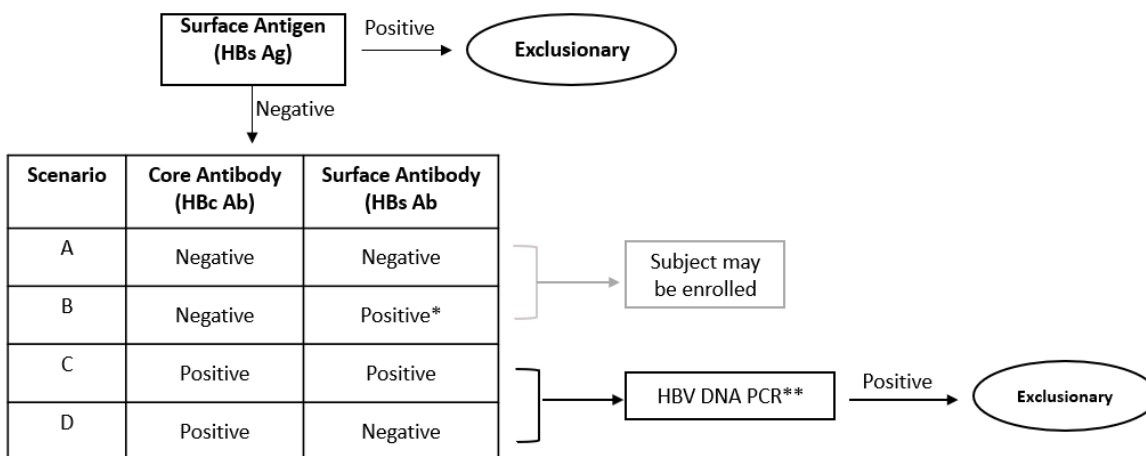 Surface Antigen
(HBs Ag)
Positive
Exclusionary
Negative
Scenario
Core Antibody
(HBc Ab)
Surface Antibody
(HBs Ab
A
Negative
Negative
B
Negative
Positive*
Subject may
be enrolled
C
Positive
Positive
D
Positive
Negative
HBV DNA PCR**
Positive
Exclusionary